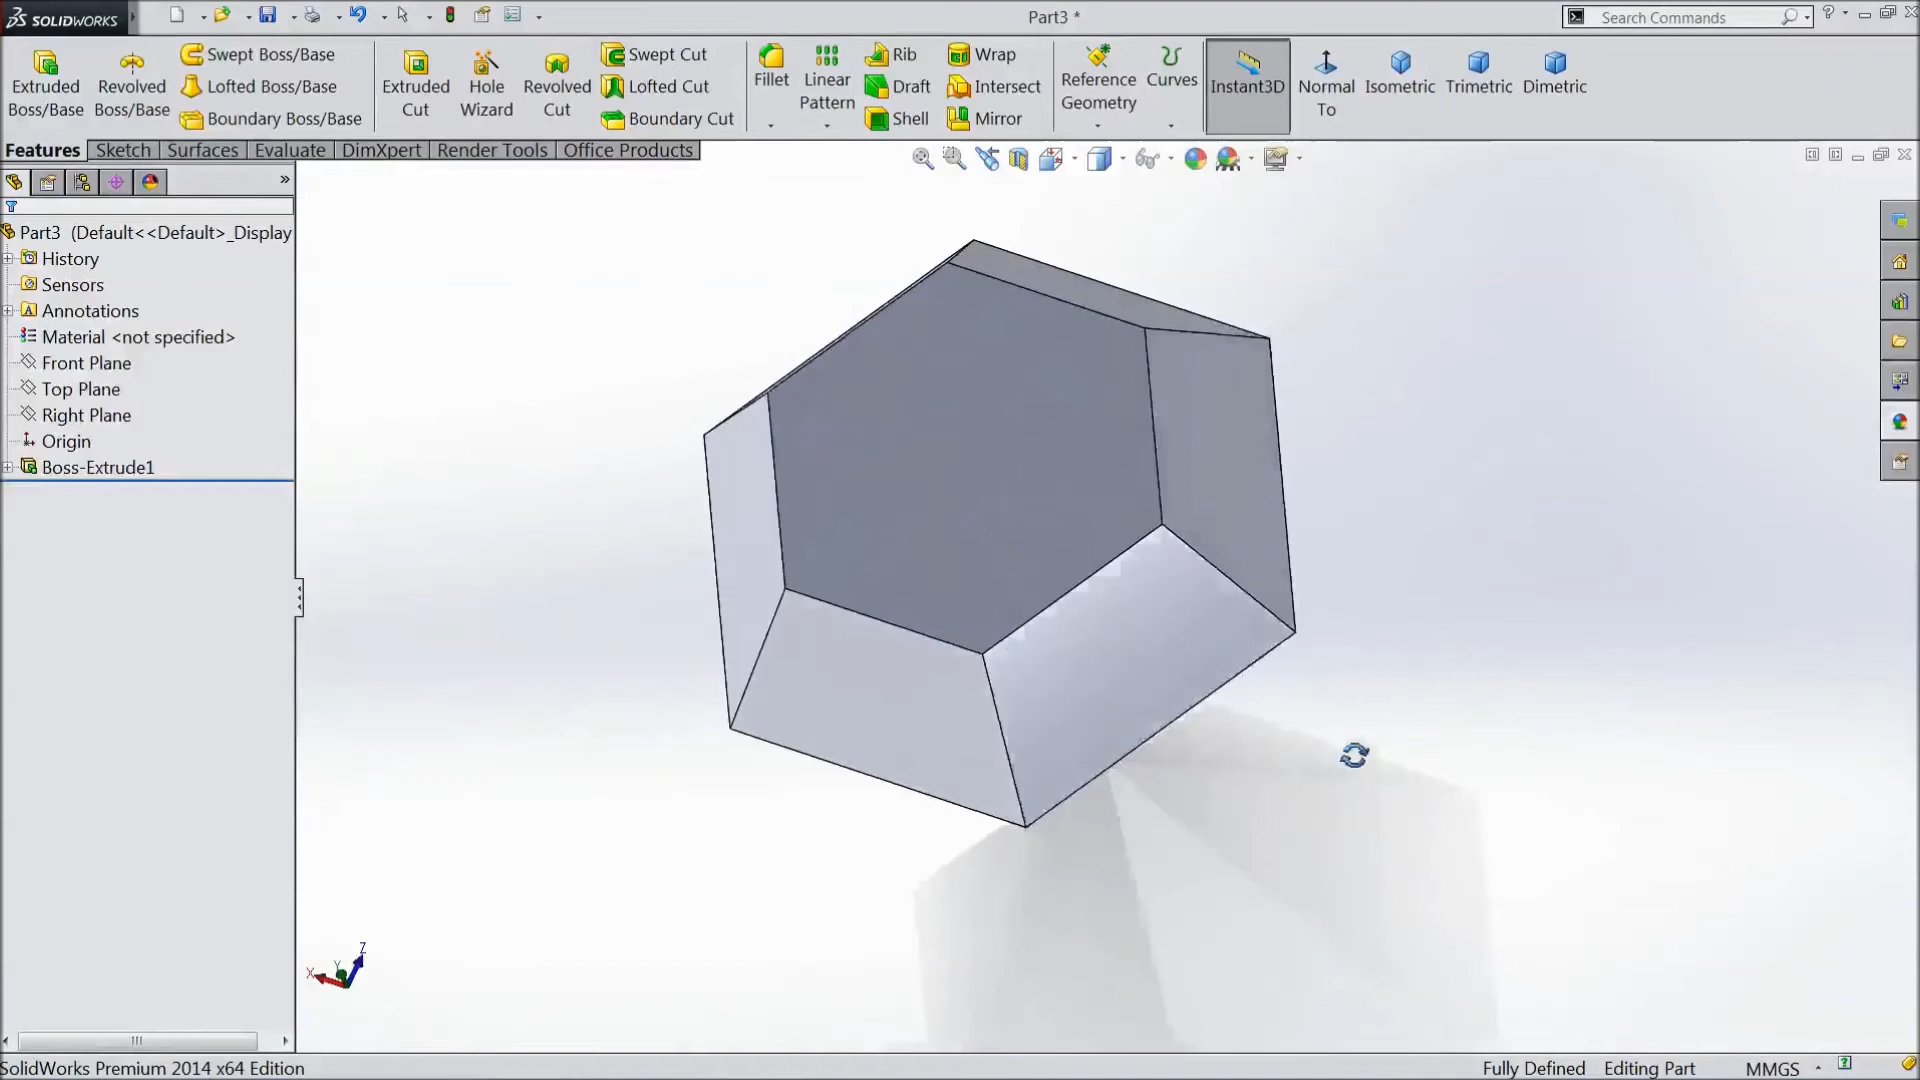 SOLIDWORKS
Part3 *
Search Commands
Extruded Boss/Base
Revolved Boss/Base
Swept Boss/Base
Lofted Boss/Base
Boundary Boss/Base
Extruded Cut
Hole Wizard
Revolved Cut
Swept Cut
Lofted Cut
Boundary Cut
Fillet
Linear Pattern
Rib
Draft
Shell
Wrap
Intersect
Mirror
Reference Geometry
Curves
Instant3D
Normal To
Isometric
Trimetric
Dimetric
Features
Sketch
Surfaces
Evaluate
DimXpert
Render Tools
Office Products
Part3 (Default<<Default>_Display
History
Sensors
Annotations
Material <not specified>
Front Plane
Top Plane
Right Plane
Origin
Boss-Extrude1
Z
Y
X
SolidWorks Premium 2014 x64 Edition
Fully Defined
Editing Part
MMGS